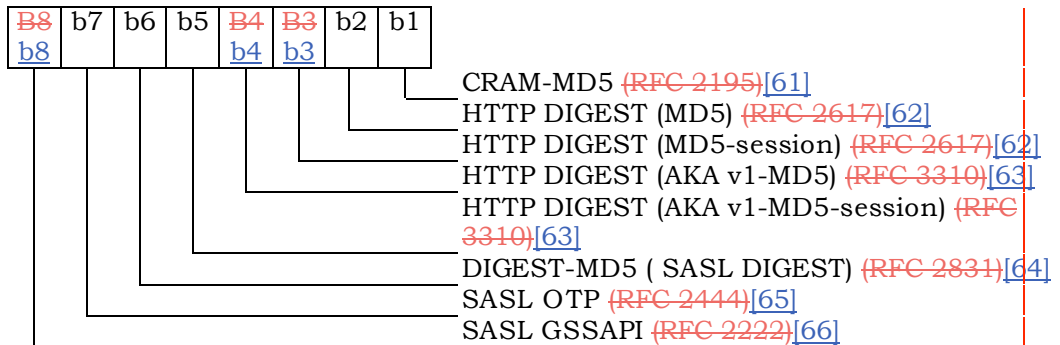 B8 b7 b6 b5 B4 B3 b2 b1
b8 b4 b3
CRAM-MD5 (RFC 2195)[61]
HTTP DIGEST (MD5) (RFC 2617)[62]
HTTP DIGEST (MD5-session) (RFC 2617)[62]
HTTP DIGEST (AKA v1-MD5) (RFC 3310)[63]
HTTP DIGEST (AKA v1-MD5-session) (RFC
3310)[63]
DIGEST-MD5 ( SASL DIGEST) (RFC 2831)[64]
SASL OTP (RFC 2444)[65]
SASL GSSAPI (RFC 2222)[66]